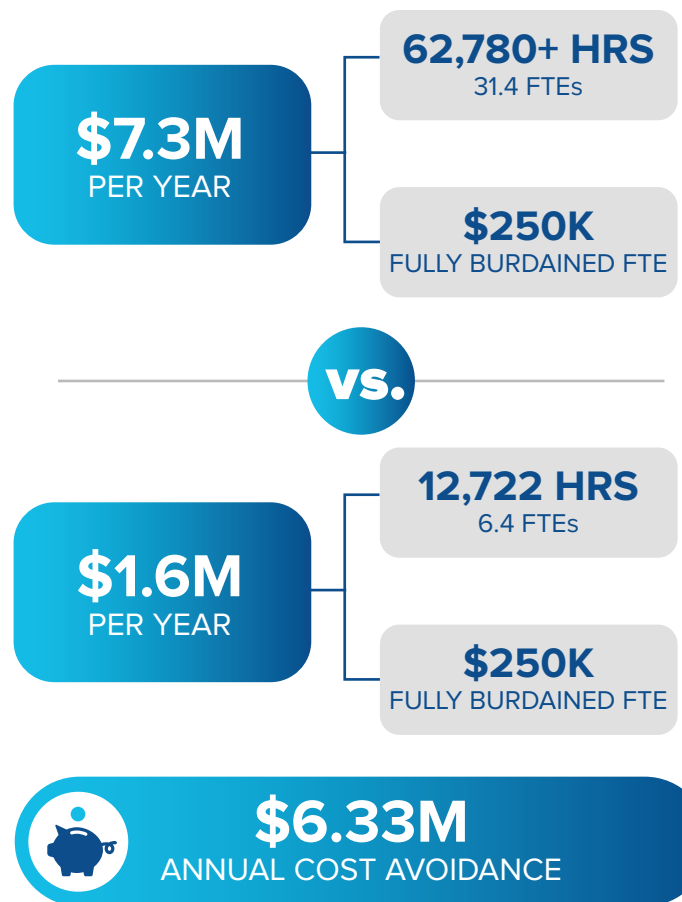 $7.3M
PER YEAR
62,780+ HRS
31.4 FTEs
$250K
FULLY BURDAINED FTE
vs.
$1.6M
PER YEAR
12,722 HRS
6.4 FTEs
$250K
FULLY BURDAINED FTE
$6.33M
ANNUAL COST AVOIDANCE